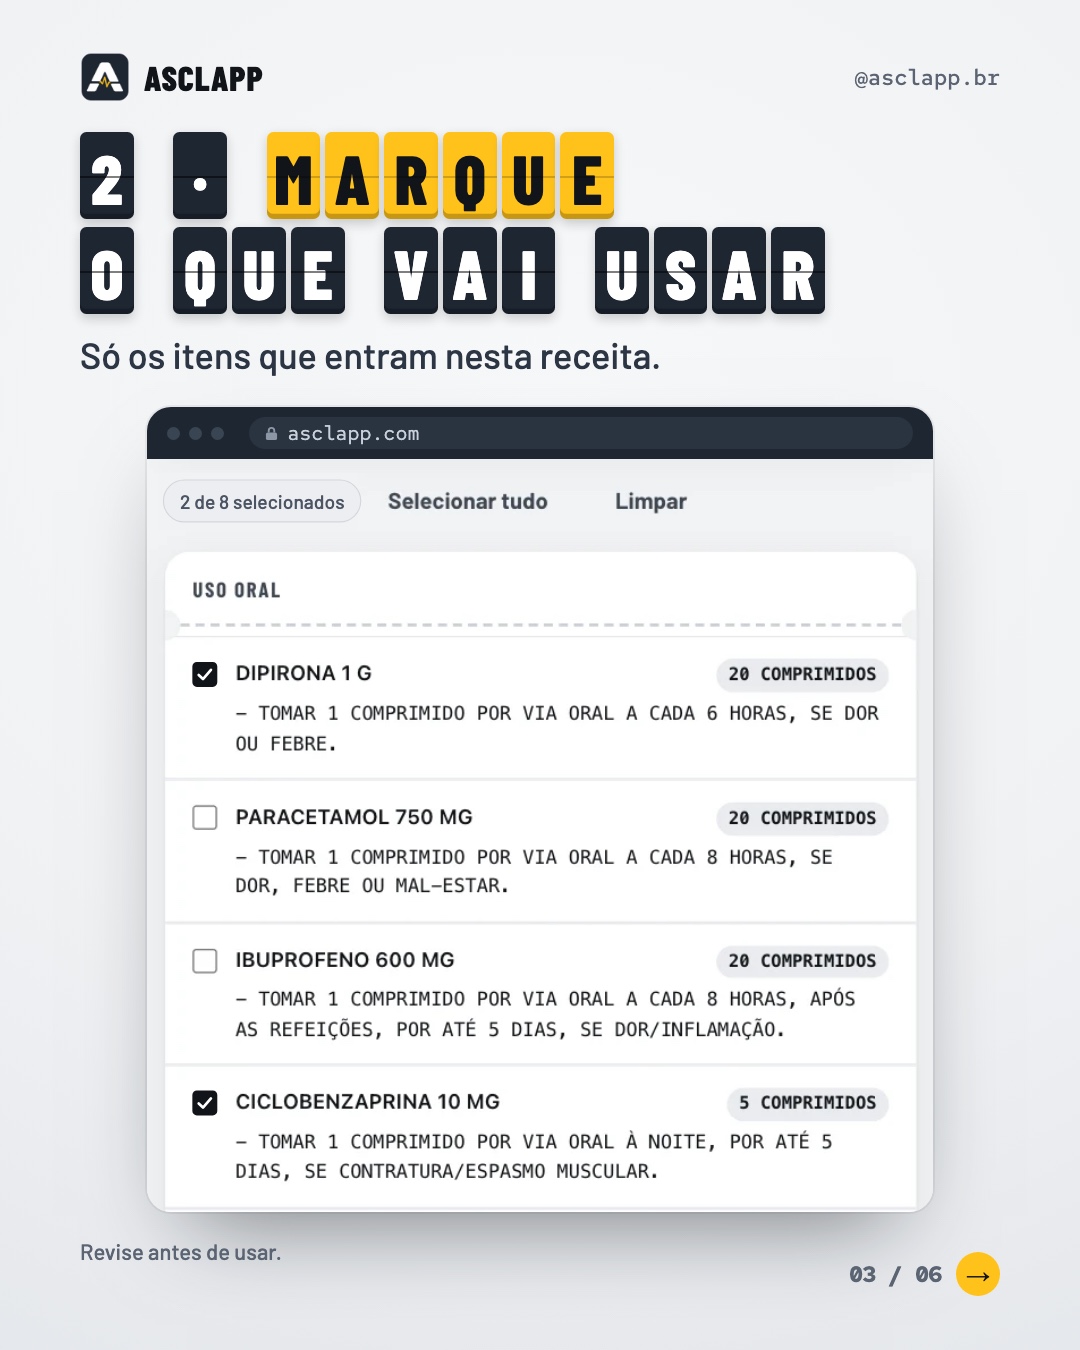 ASCLAPP
@asclapp.br
2 · MARQUE
O QUE VAI USAR
Só os itens que entram nesta receita.
asclapp.com
2 de 8 selecionados Selecionar tudo Limpar
USO ORAL
DIPIRONA 1 G 20 COMPRIMIDOS
– TOMAR 1 COMPRIMIDO POR VIA ORAL A CADA 6 HORAS, SE DOR
OU FEBRE.
PARACETAMOL 750 MG 20 COMPRIMIDOS
– TOMAR 1 COMPRIMIDO POR VIA ORAL A CADA 8 HORAS, SE
DOR, FEBRE OU MAL–ESTAR.
IBUPROFENO 600 MG 20 COMPRIMIDOS
– TOMAR 1 COMPRIMIDO POR VIA ORAL A CADA 8 HORAS, APÓS
AS REFEIÇÕES, POR ATÉ 5 DIAS, SE DOR/INFLAMAÇÃO.
CICLOBENZAPRINA 10 MG 5 COMPRIMIDOS
– TOMAR 1 COMPRIMIDO POR VIA ORAL À NOITE, POR ATÉ 5
DIAS, SE CONTRATURA/ESPASMO MUSCULAR.
Revise antes de usar.
03 / 06 →